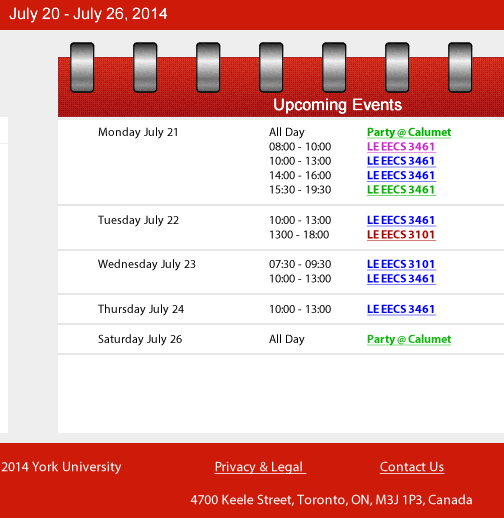 July 20 - July 26, 2014
Upcoming Events
Monday July 21 All Day Party @ Calumet
08:00 - 10:00 LE EECS 3461
10:00 - 13:00 LE EECS 3461
14:00 - 16:00 LE EECS 3461
15:30 - 19:30 LE EECS 3461
Tuesday July 22 10:00 - 13:00 LE EECS 3461
1300 - 18:00 LE EECS 3101
Wednesday July 23 07:30 - 09:30 LE EECS 3101
10:00 - 13:00 LE EECS 3461
Thursday July 24 10:00 - 13:00 LE EECS 3461
Saturday July 26 All Day Party @ Calumet
2014 York University Privacy & Legal Contact Us
4700 Keele Street, Toronto, ON, M3J 1P3, Canada